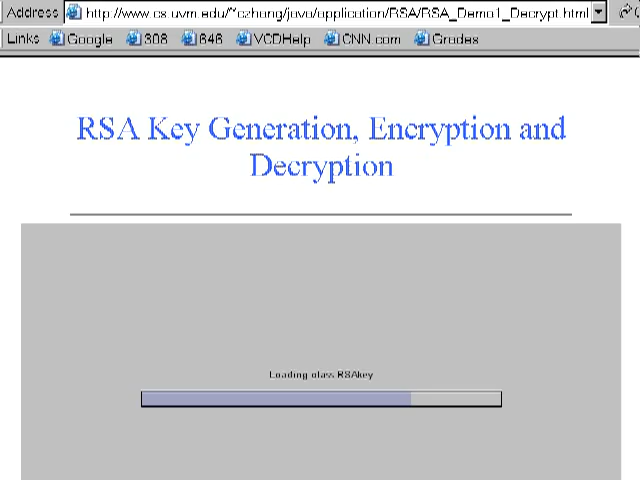 Address http://www.cs.uvm.edu/~czhang/java/application/RSA/RSA_Demo1_Decrypt.html
Links Google 308 646 VCDHelp CNN.com Grades
RSA Key Generation, Encryption and
Decryption
Loading class RSAkey